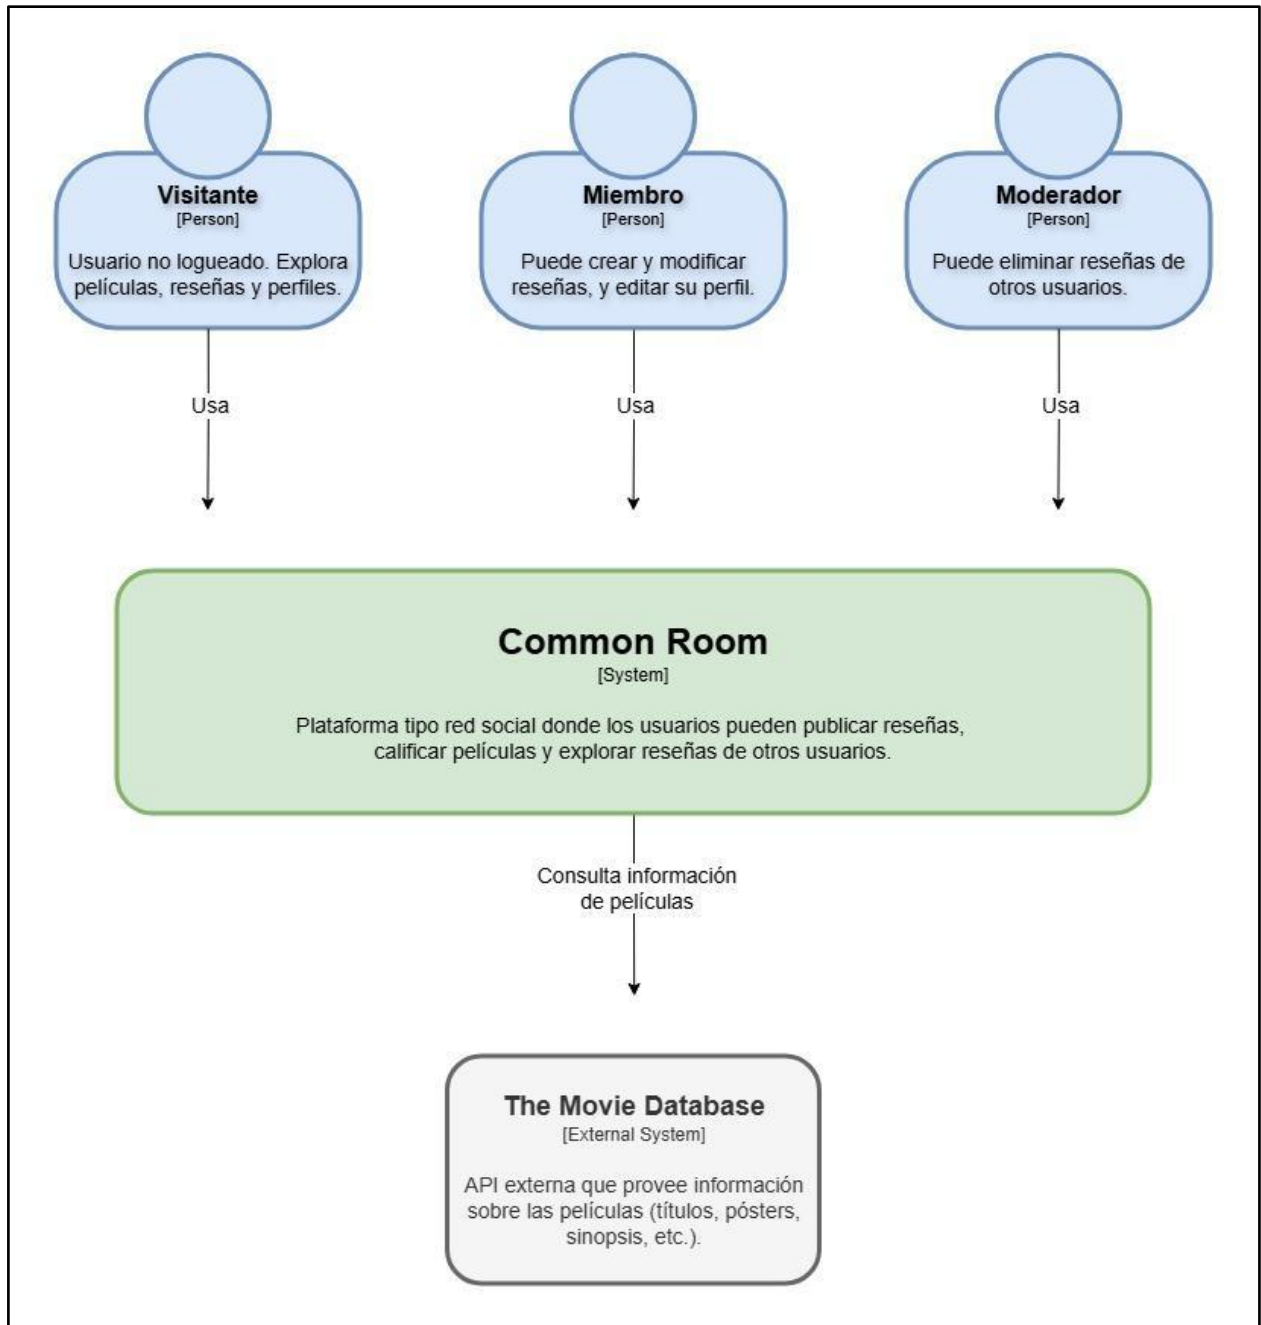 Visitante
[Person]
Usuario no logueado. Explora
películas, reseñas y perfiles.
Miembro
[Person]
Puede crear y modificar
reseñas, y editar su perfil.
Moderador
[Person]
Puede eliminar reseñas de
otros usuarios.
Usa
Usa
Usa
Common Room
[System]
Plataforma tipo red social donde los usuarios pueden publicar reseñas,
calificar películas y explorar reseñas de otros usuarios.
Consulta información
de películas
The Movie Database
[External System]
API externa que provee información
sobre las películas (títulos, pósters,
sinopsis, etc.).